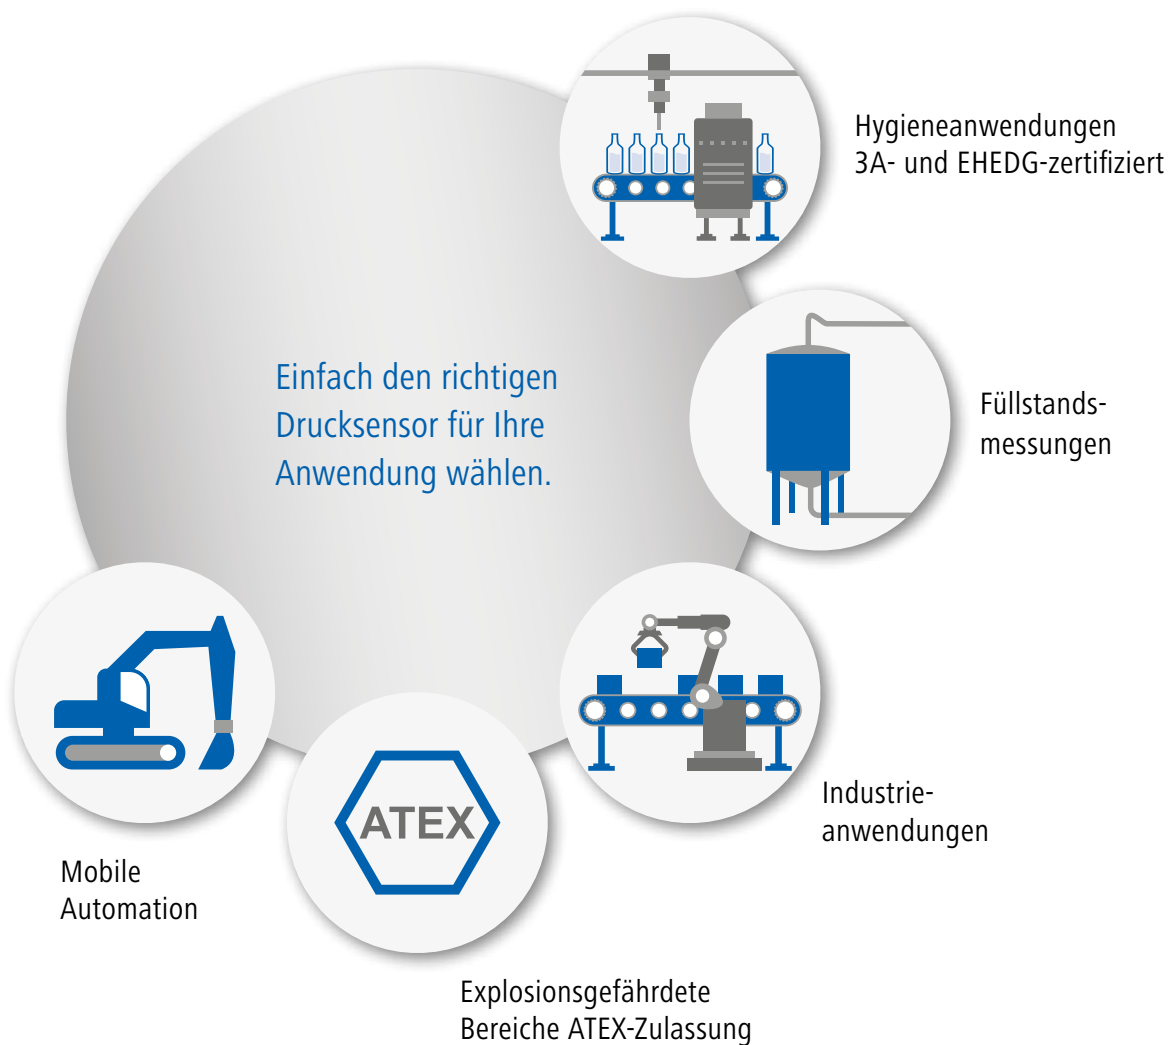 Hygieneanwendungen
3A- und EHEDG-zertifiziert
Einfach den richtigen
Drucksensor für Ihre
Anwendung wählen.
Füllstands-
messungen
Industrie-
anwendungen
ATEX
Mobile
Automation
Explosionsgefährdete
Bereiche ATEX-Zulassung